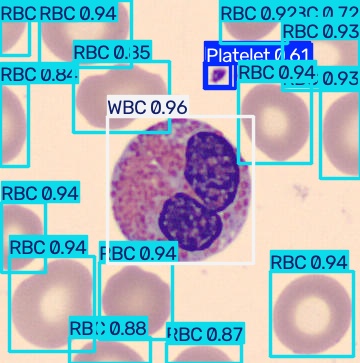 RBC RBC 0.94 RBC 0.92 RBC 0.72
RBC 0.93
RBC 0.85 Platelet 0.61
RBC 0.84 RBC 0.94 0.93
WBC 0.96
RBC 0.94
RBC 0.94 RBC 0.94
RBC 0.94
RBC 0.88 RBC 0.87